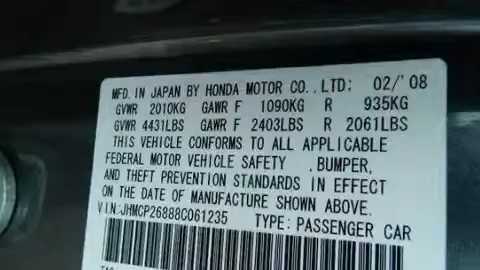 MFD. IN JAPAN BY HONDA MOTOR CO.,LTD: 02/'08
GVWR 2010KG GAWR F 1090KG R 935KG
GVWR 4431LBS GAWR F 2403LBS R 2061LBS
THIS VEHICLE CONFORMS TO ALL APPLICABLE
FEDERAL MOTOR VEHICLE SAFETY ,BUMPER,
AND THEFT PREVENTION STANDARDS IN EFFECT
ON THE DATE OF MANUFACTURE SHOWN ABOVE.
VIN:JHMCP26888C061235 TYPE: PASSENGER CAR